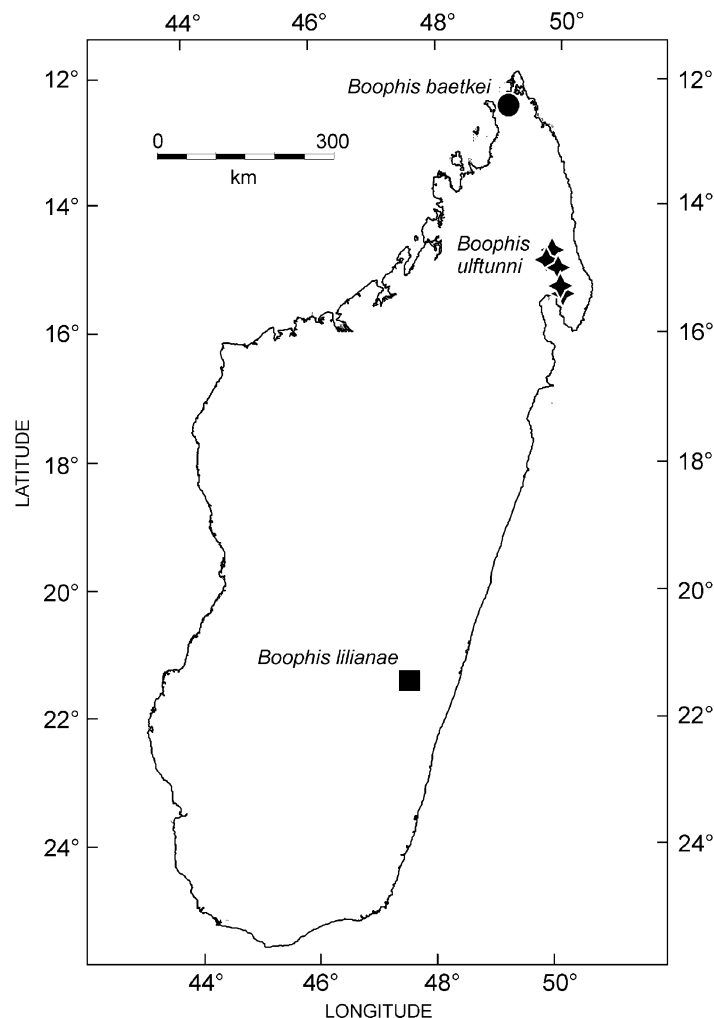 44° 46° 48° 50°
12° 12°
Boophis baetkei
0 300
km
14° 14°
Boophis
ulftunni
16° 16°
LATITUDE
18° 18°
20° 20°
Boophis lilianae
22° 22°
24° 24°
44° 46° 48° 50°
LONGITUDE